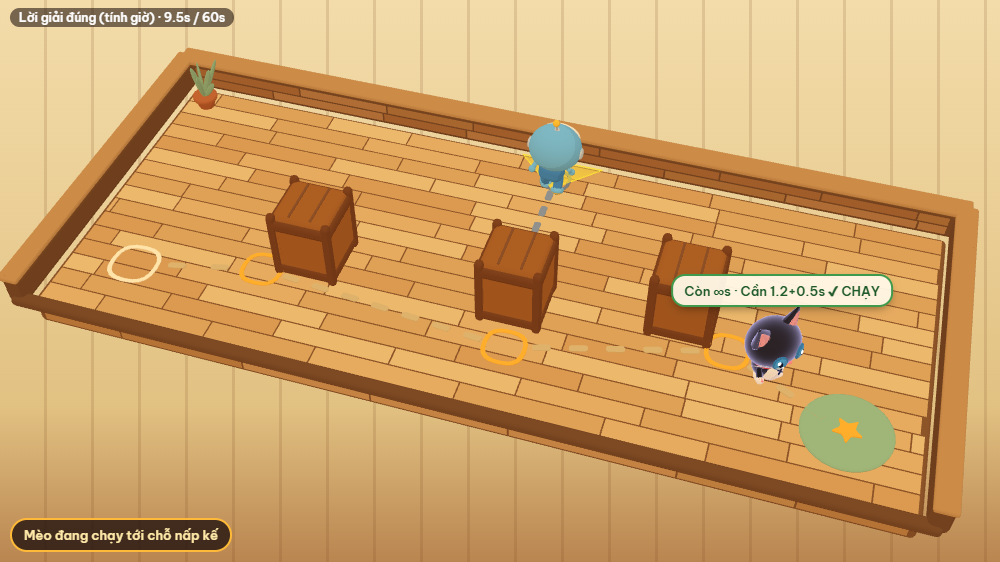 Lời giải đúng (tính giờ) · 9.5s / 60s
Còn ∞s · Cần 1.2+0.5s ✓ CHẠY
Mèo đang chạy tới chỗ nấp kế